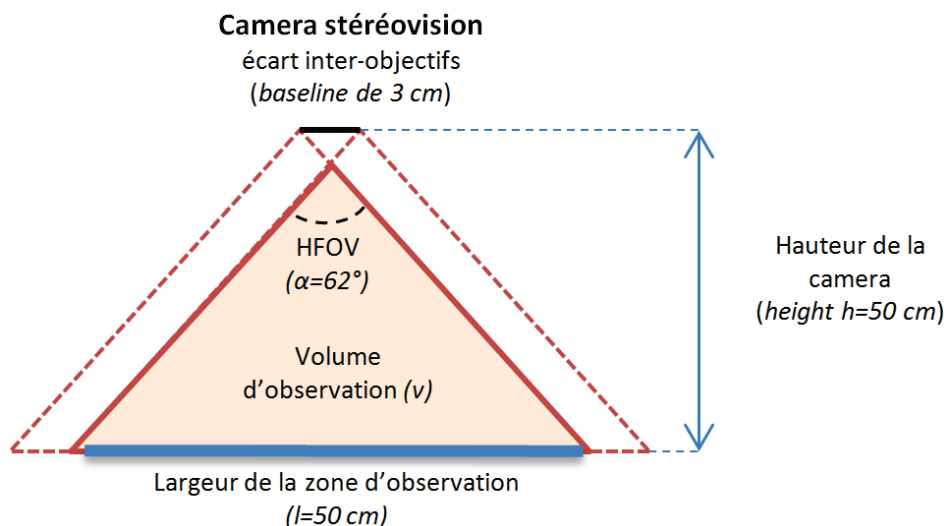 Camera stéréovision
écart inter-objectifs
(baseline de 3 cm)
HFOV
(α=62°)
Hauteur de la
camera
(height h=50 cm)
Volume
d’observation (v)
Largeur de la zone d’observation
(l=50 cm)